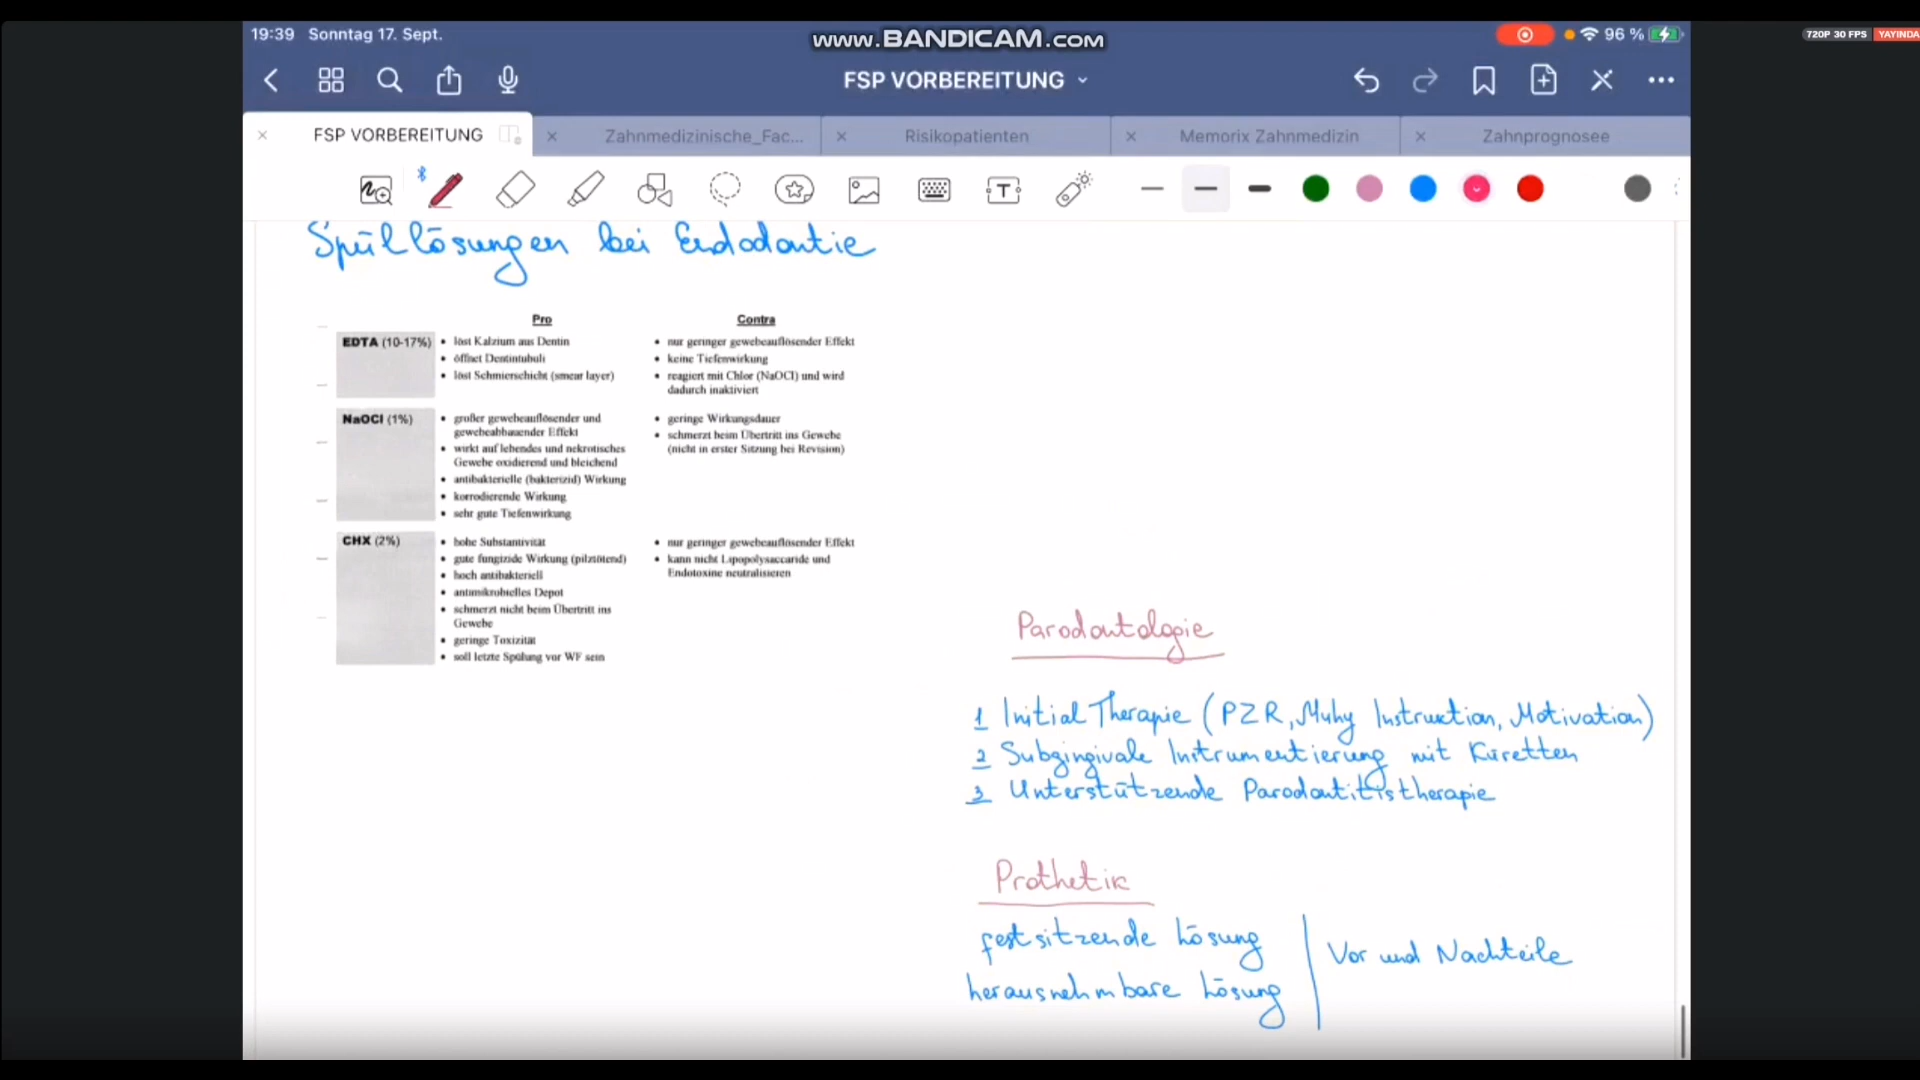 19:39 Sonntag 17. Sept.
www.BANDICAM.com
96 %
720P 30 FPS
YAYINDA
FSP VORBEREITUNG
FSP VORBEREITUNG
Zahnmedizinische_Fac...
Risikopatienten
Memorix Zahnmedizin
Zahnprognosee
Spüllösungen bei Endodontie
Pro
Contra
EDTA (10-17%)
• löst Kalzium aus Dentin
• öffnet Dentintubuli
• löst Schmierschicht (smear layer)
• nur geringer gewebeauflösender Effekt
• keine Tiefenwirkung
• reagiert mit Chlor (NaOCl) und wird
dadurch inaktiviert
NaOCl (1%)
• großer gewebeauflösender und
gewebeabbauender Effekt
• wirkt auf lebendes und nekrotisches
Gewebe oxidierend und bleichend
• antibakterielle (bakterizid) Wirkung
• korrodierende Wirkung
• sehr gute Tiefenwirkung
• geringe Wirkungsdauer
• schmerzt beim Übertritt ins Gewebe
(nicht in erster Sitzung bei Revision)
CHX (2%)
• hohe Substantivität
• gute fungizide Wirkung (pilztötend)
• hoch antibakteriell
• antimikrobielles Depot
• schmerzt nicht beim Übertritt ins
Gewebe
• geringe Toxizität
• soll letzte Spülung vor WF sein
• nur geringer gewebeauflösender Effekt
• kann nicht Lipopolysaccaride und
Endotoxine neutralisieren
Parodontologie
1 Initial Therapie (PZR, Muhy Instruktion, Motivation)
2 Subgingivale Instrumentierung mit Küretten
3 Unterstützende Parodontitistherapie
Prothetik
festsitzende Lösung
herausnehmbare Lösung
Vor und Nachteile